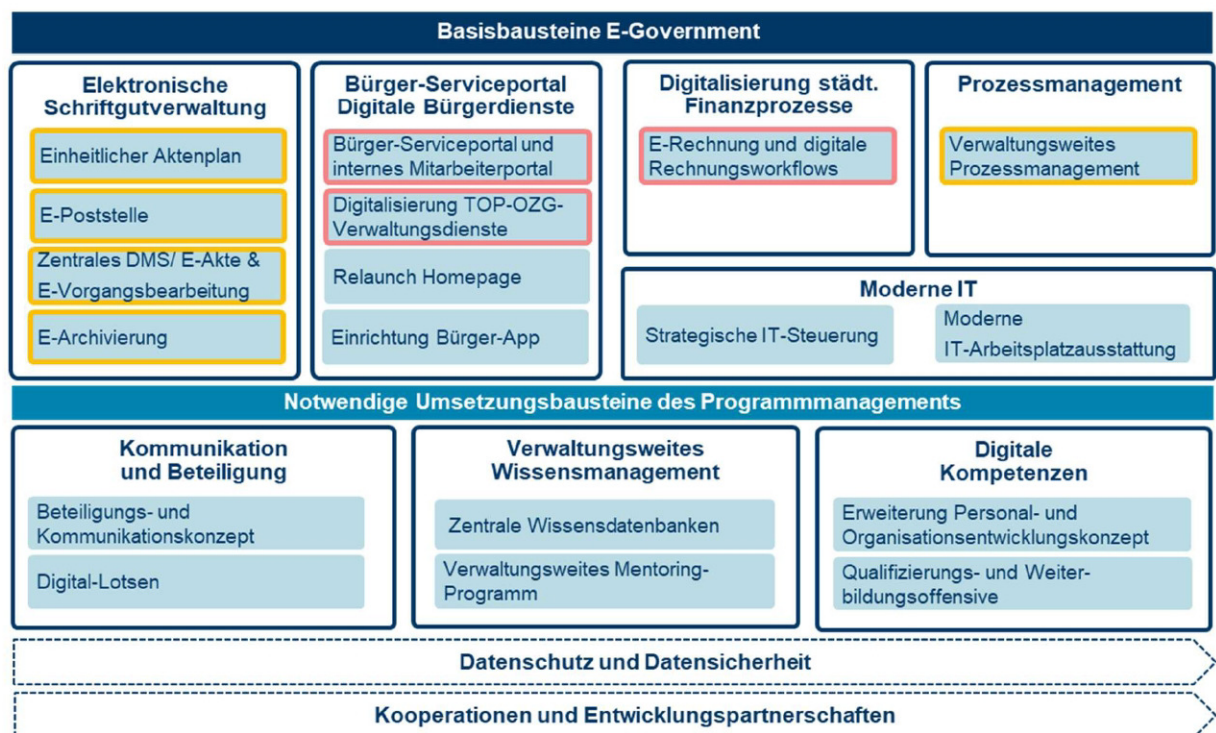 Basisbausteine E-Government
Elektronische
Schriftgutverwaltung
Einheitlicher Aktenplan
E-Poststelle
Zentrales DMS/ E-Akte &
E-Vorgangsbearbeitung
E-Archivierung
Bürger-Serviceportal
Digitale Bürgerdienste
Bürger-Serviceportal und
internes Mitarbeiterportal
Digitalisierung TOP-OZG-
Verwaltungsdienste
Relaunch Homepage
Einrichtung Bürger-App
Digitalisierung städt.
Finanzprozesse
E-Rechnung und digitale
Rechnungsworkflows
Prozessmanagement
Verwaltungsweites
Prozessmanagement
Moderne IT
Strategische IT-Steuerung
Moderne
IT-Arbeitsplatzausstattung
Notwendige Umsetzungsbausteine des Programmmanagements
Kommunikation
und Beteiligung
Beteiligungs- und
Kommunikationskonzept
Digital-Lotsen
Verwaltungsweites
Wissensmanagement
Zentrale Wissensdatenbanken
Verwaltungsweites Mentoring-
Programm
Digitale
Kompetenzen
Erweiterung Personal- und
Organisationsentwicklungskonzept
Qualifizierungs- und Weiter-
bildungsoffensive
Datenschutz und Datensicherheit
Kooperationen und Entwicklungspartnerschaften